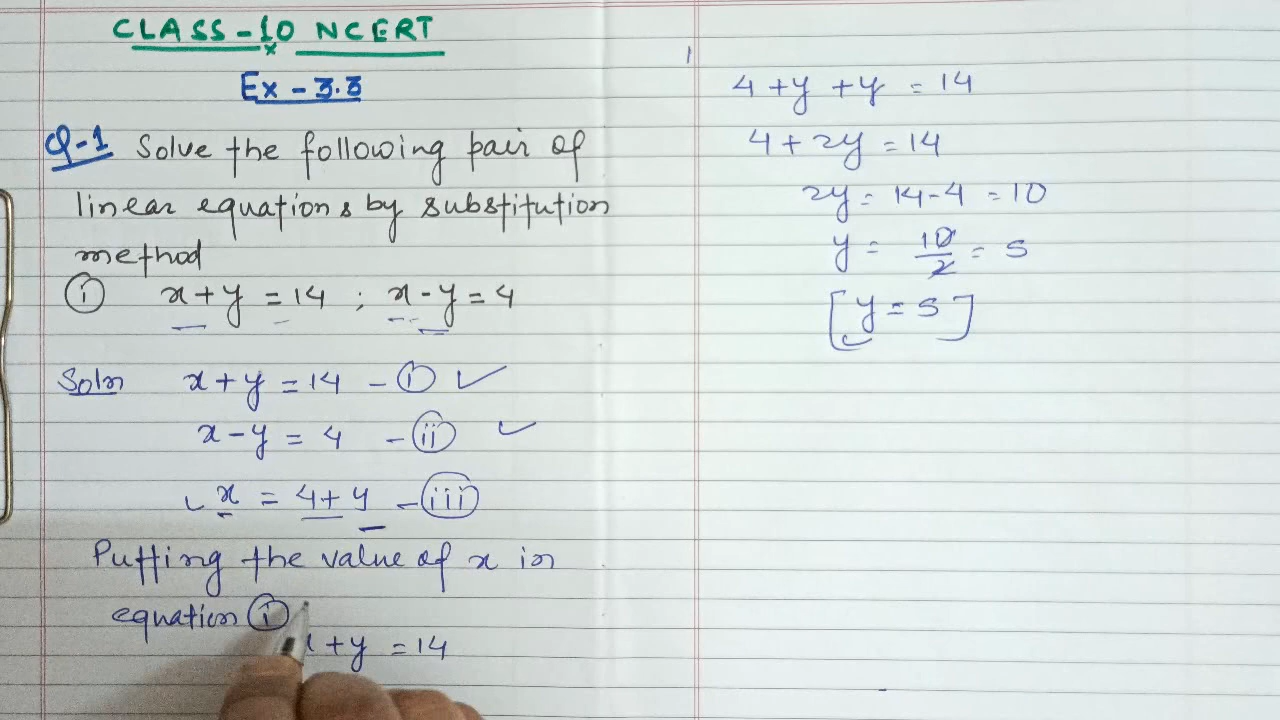 CLASS-10 NCERT
Ex-3.3
Q-1 Solve the following pair of
linear equations by substitution
method
(i) x+y=14 ; x-y=4
Soln x+y=14 -(i) ✓
x-y=4 -(ii) ✓
x=4+y -(iii)
Putting the value of x in
equation (i)
x+y=14
4+y+y=14
4+2y=14
2y=14-4=10
y=10/2=5
[y=5]